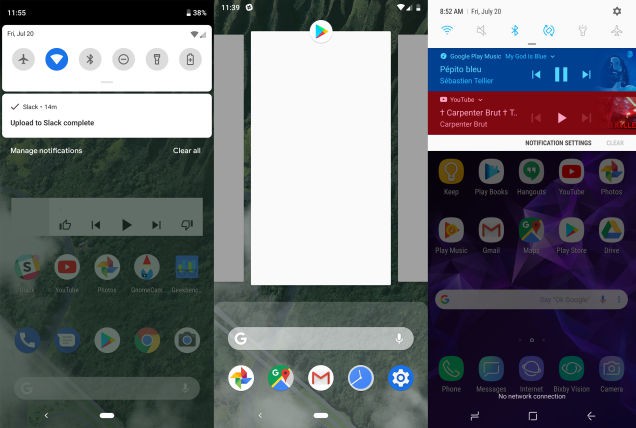 11:55
38%
Fri, July 20
Slack • 14m
Upload to Slack complete
Manage notifications
Clear all
Slack
YouTube
Photos
GnomeCam..
Geekbenc..
G
11:39
G
8:52 AM | Fri, July 20
Google Play Music My God Is Blue
Pépito bleu
Sébastien Tellier
YouTube
† Carpenter Brut † T..
Carpenter Brut
NOTIFICATION SETTINGS
CLEAR
Keep
Play Books
Hangouts
YouTube
Photos
Play Music
Gmail
Maps
Play Store
Drive
G
Say "Ok Google"
Phone
Messages
Internet
Bixby Vision
Camera
No network connection